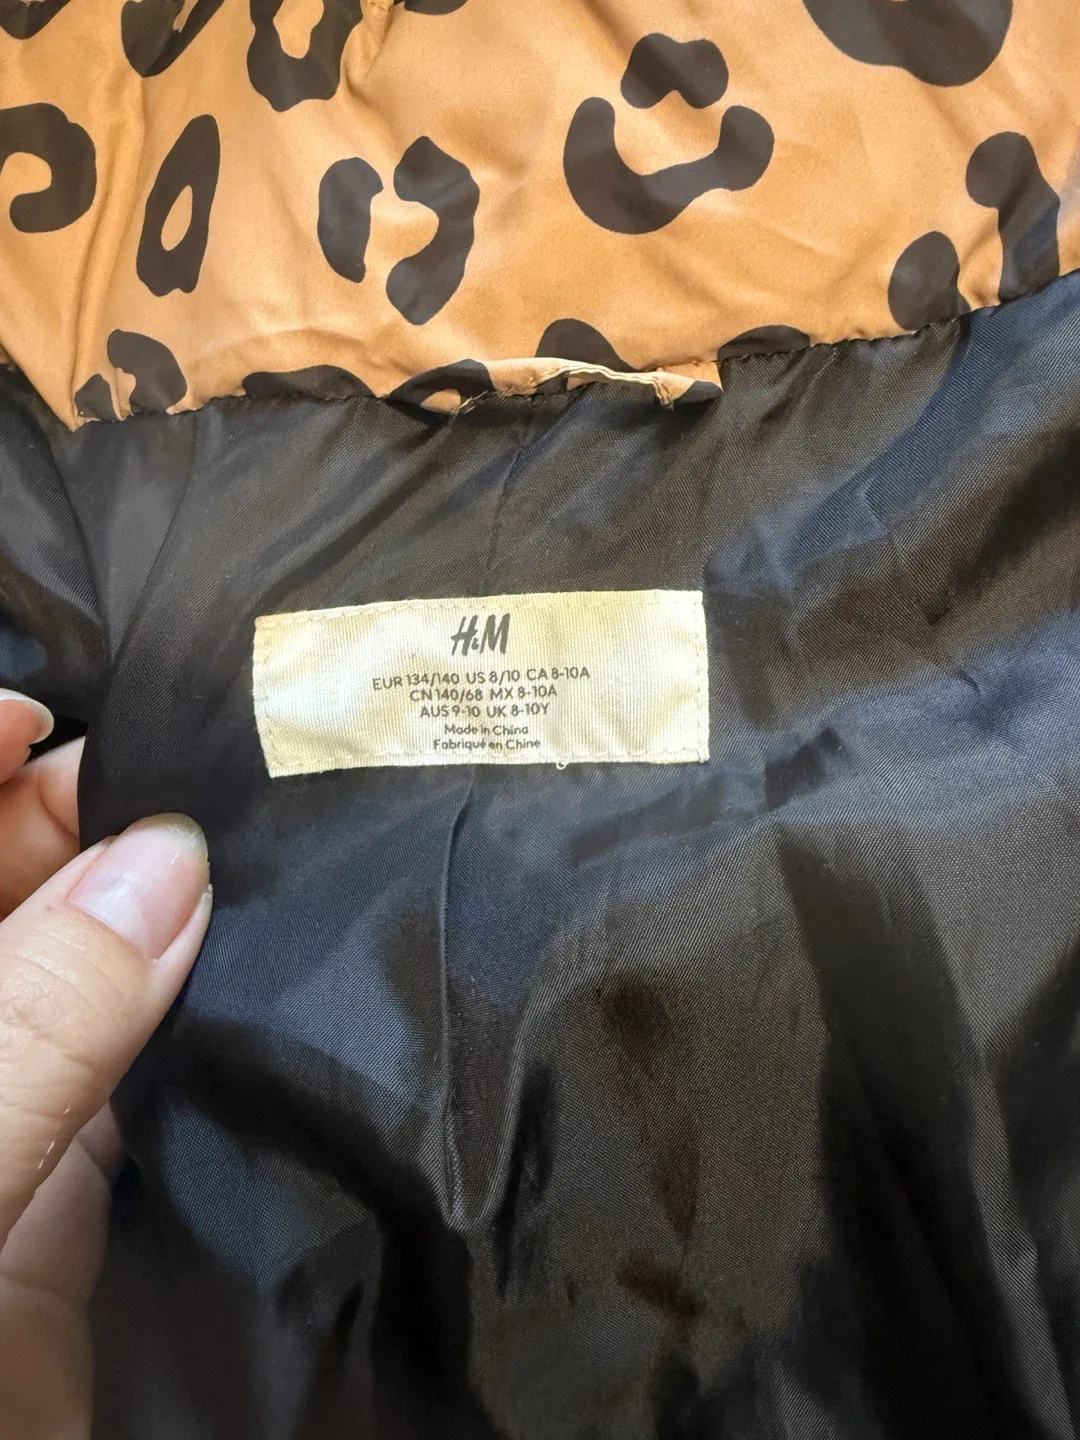 H&M
EUR 134/140 US 8/10 CA 8-10A
CN 140/68 MX 8-10A
AUS 9-10 UK 8-10Y
Made in China
Fabriqué en Chine